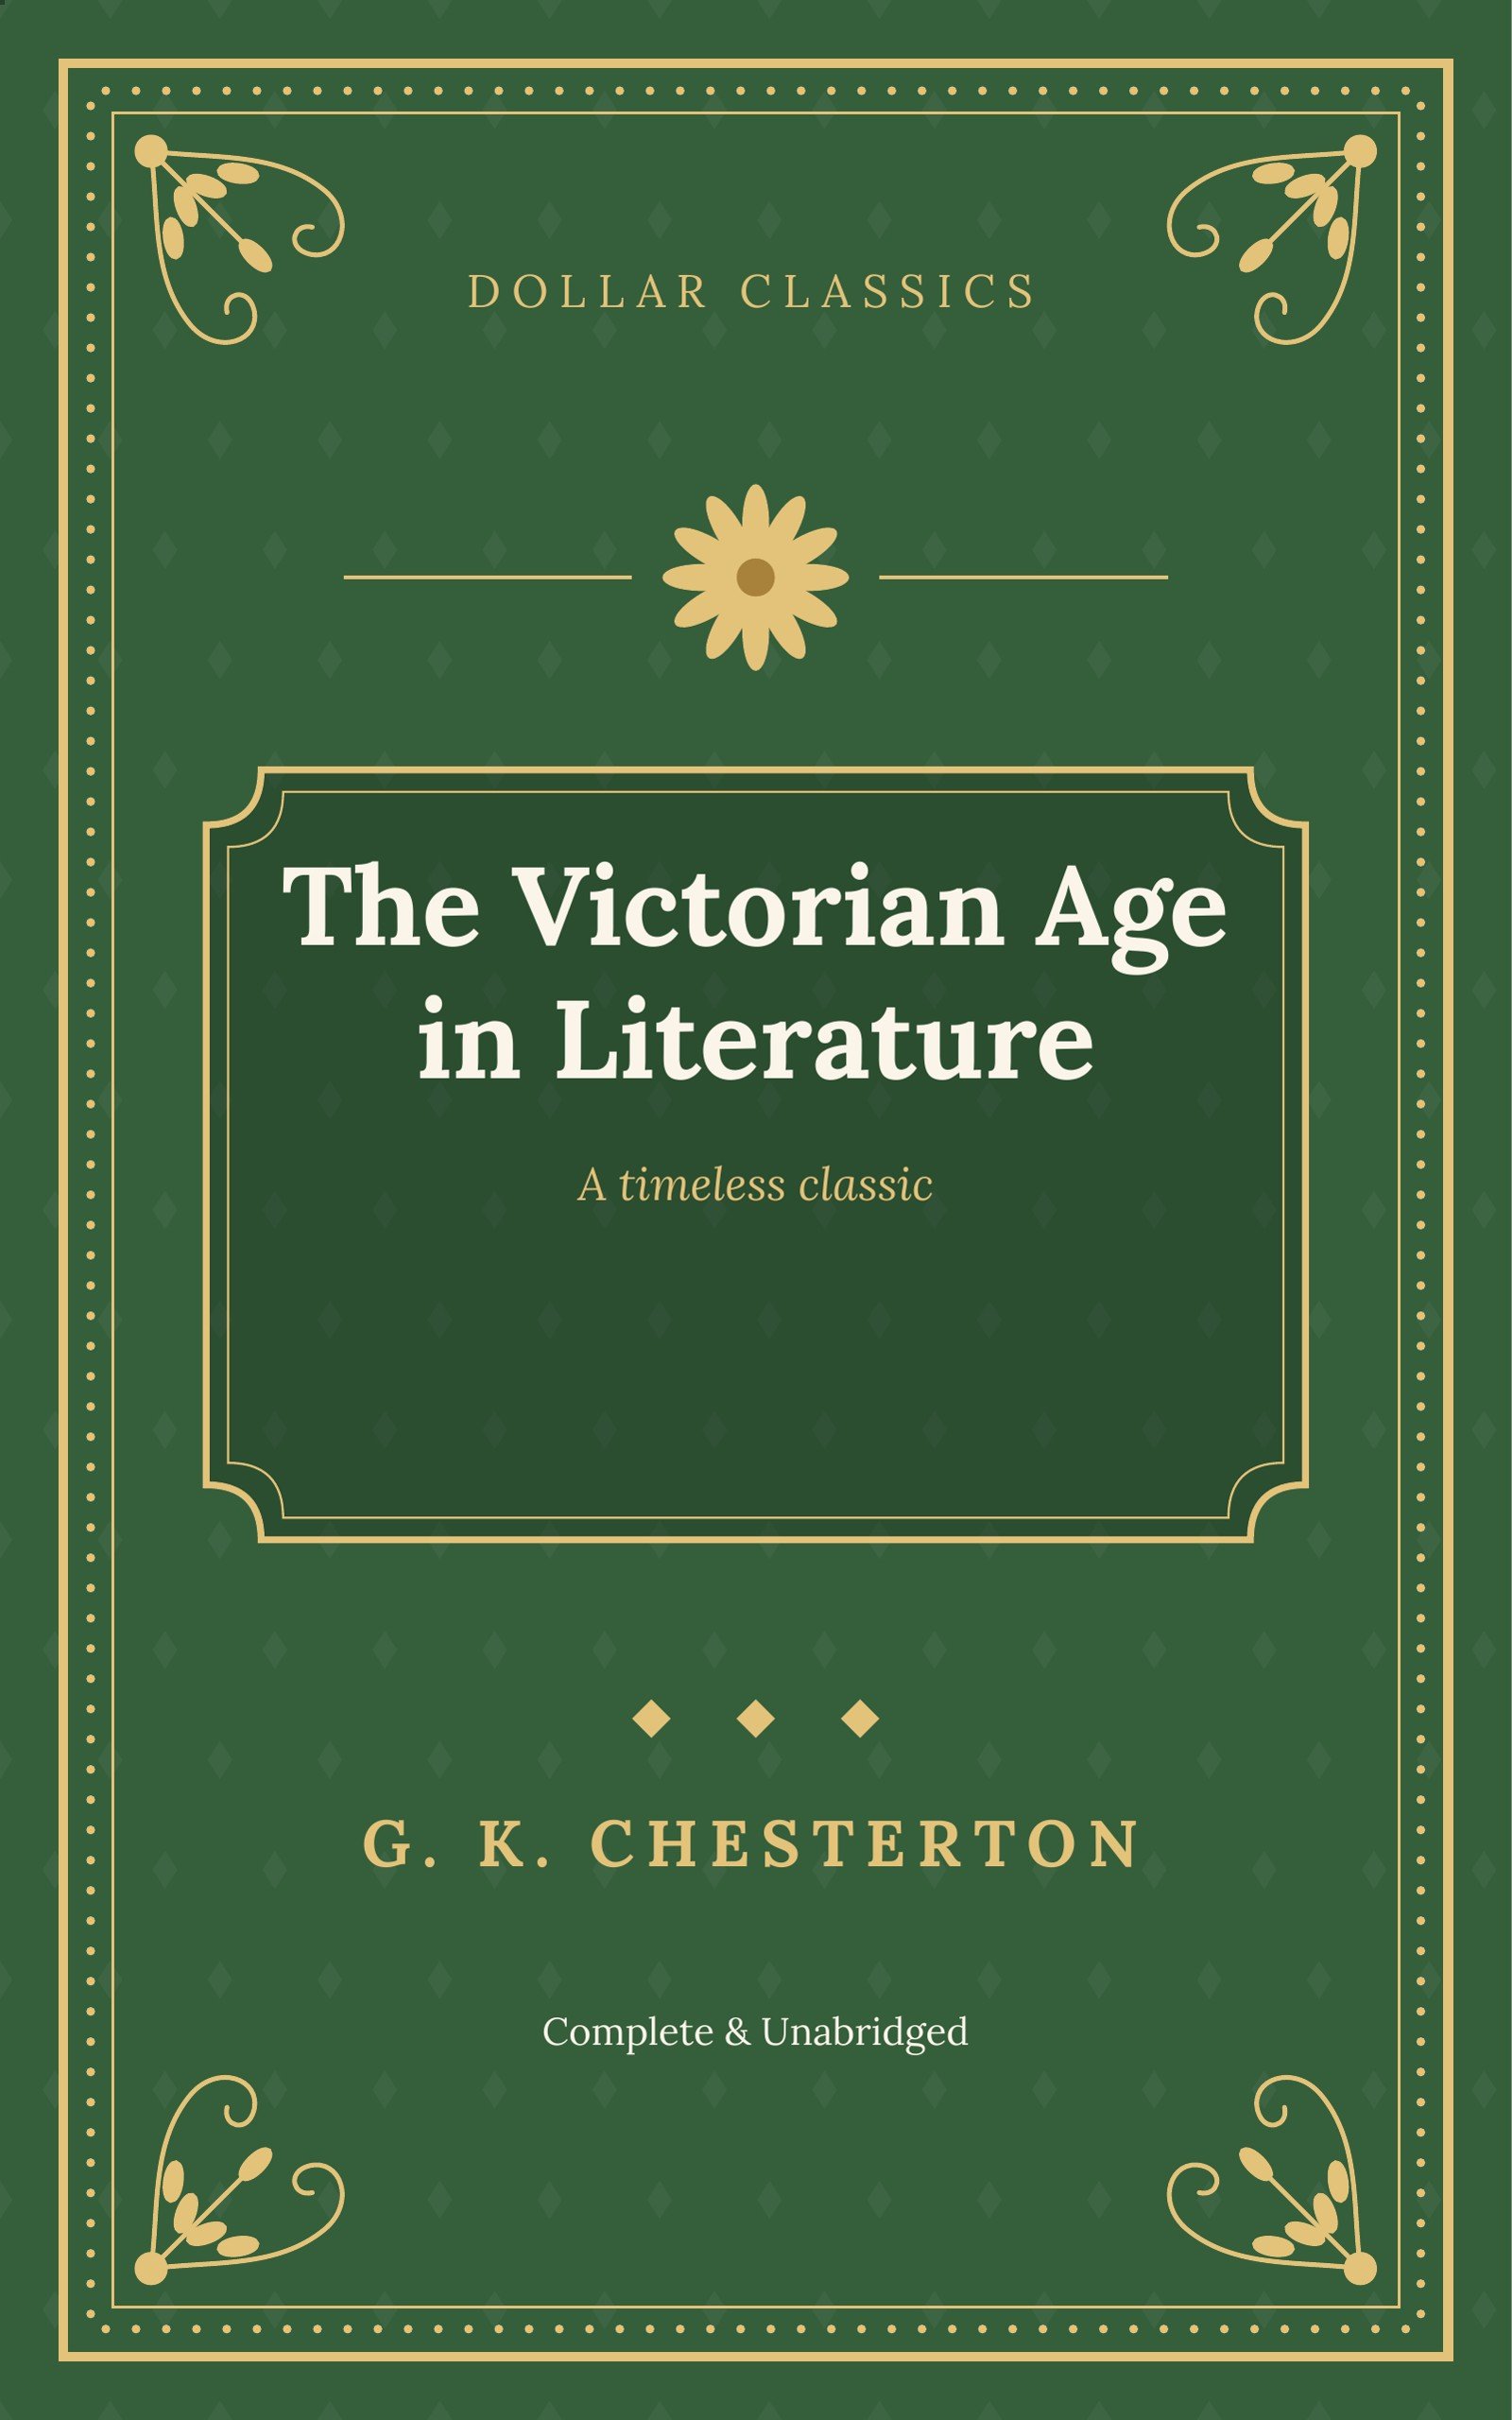 DOLLAR CLASSICS
The Victorian Age
in Literature
A timeless classic
G. K. CHESTERTON
Complete & Unabridged